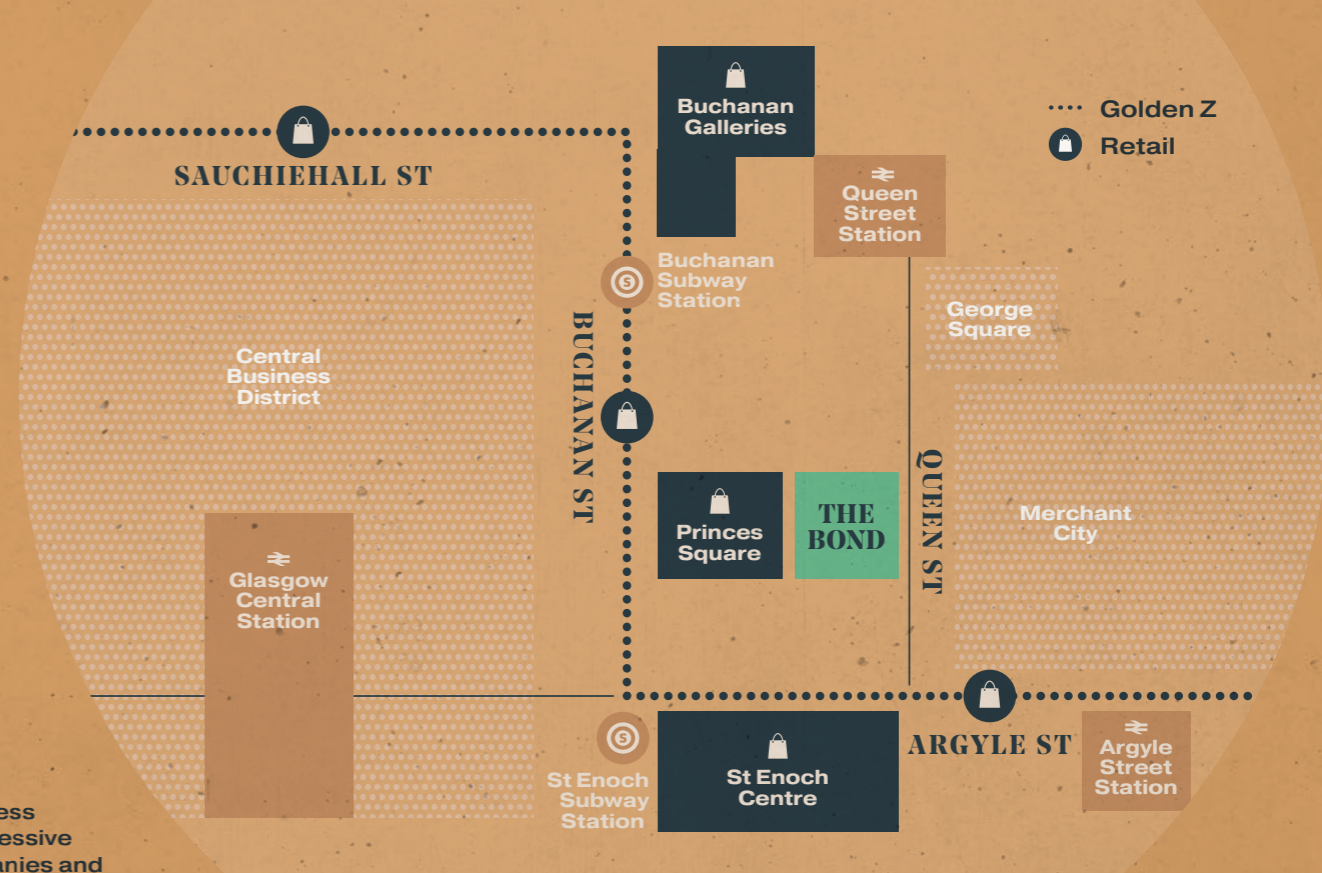 Buchanan
Galleries
Golden Z
Retail
SAUCHIEHALL ST
Queen
Street
Station
Buchanan
Subway
Station
George
Square
BUCHANAN ST
Central
Business
District
QUEEN ST
Princes
Square
THE
BOND
Merchant
City
Glasgow
Central
Station
ARGYLE ST
Argyle
Street
Station
St Enoch
Subway
Station
St Enoch
Centre
S
S
and